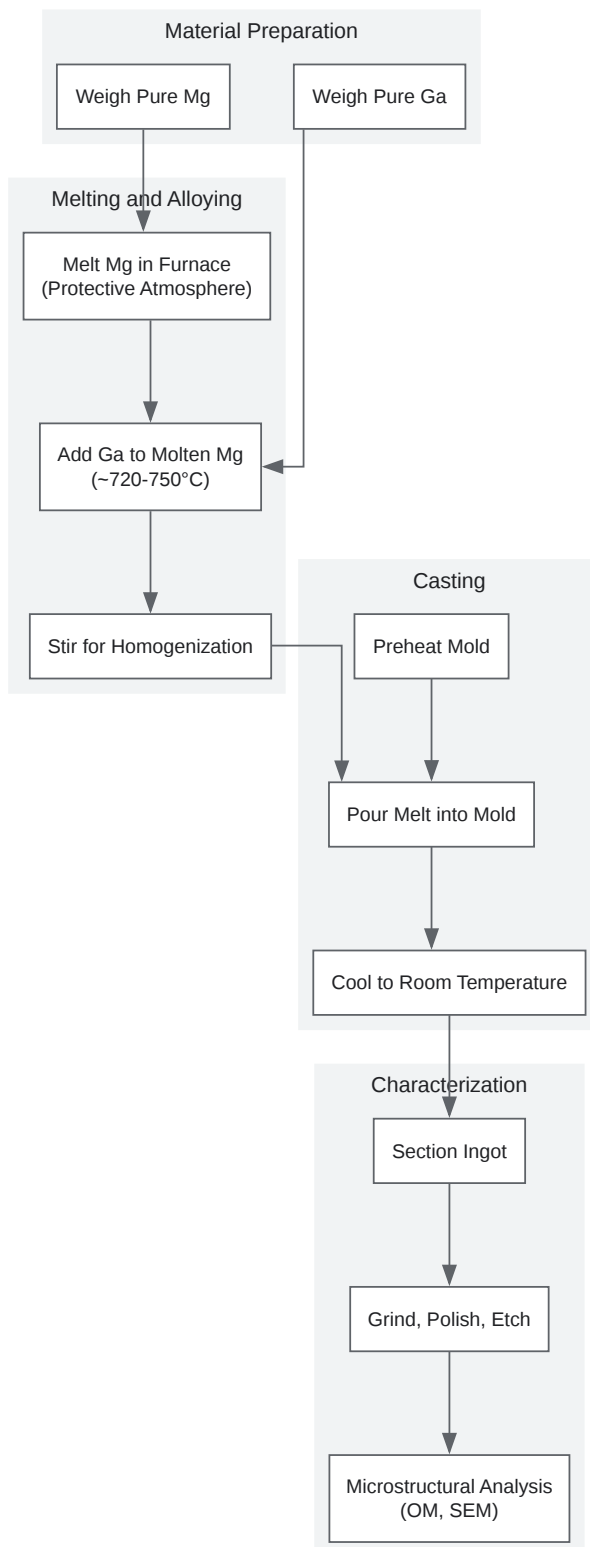 Material Preparation
Weigh Pure Mg
Weigh Pure Ga
Melting and Alloying
Melt Mg in Furnace
(Protective Atmosphere)
Add Ga to Molten Mg
(~720-750°C)
Stir for Homogenization
Casting
Preheat Mold
Pour Melt into Mold
Cool to Room Temperature
Characterization
Section Ingot
Grind, Polish, Etch
Microstructural Analysis
(OM, SEM)